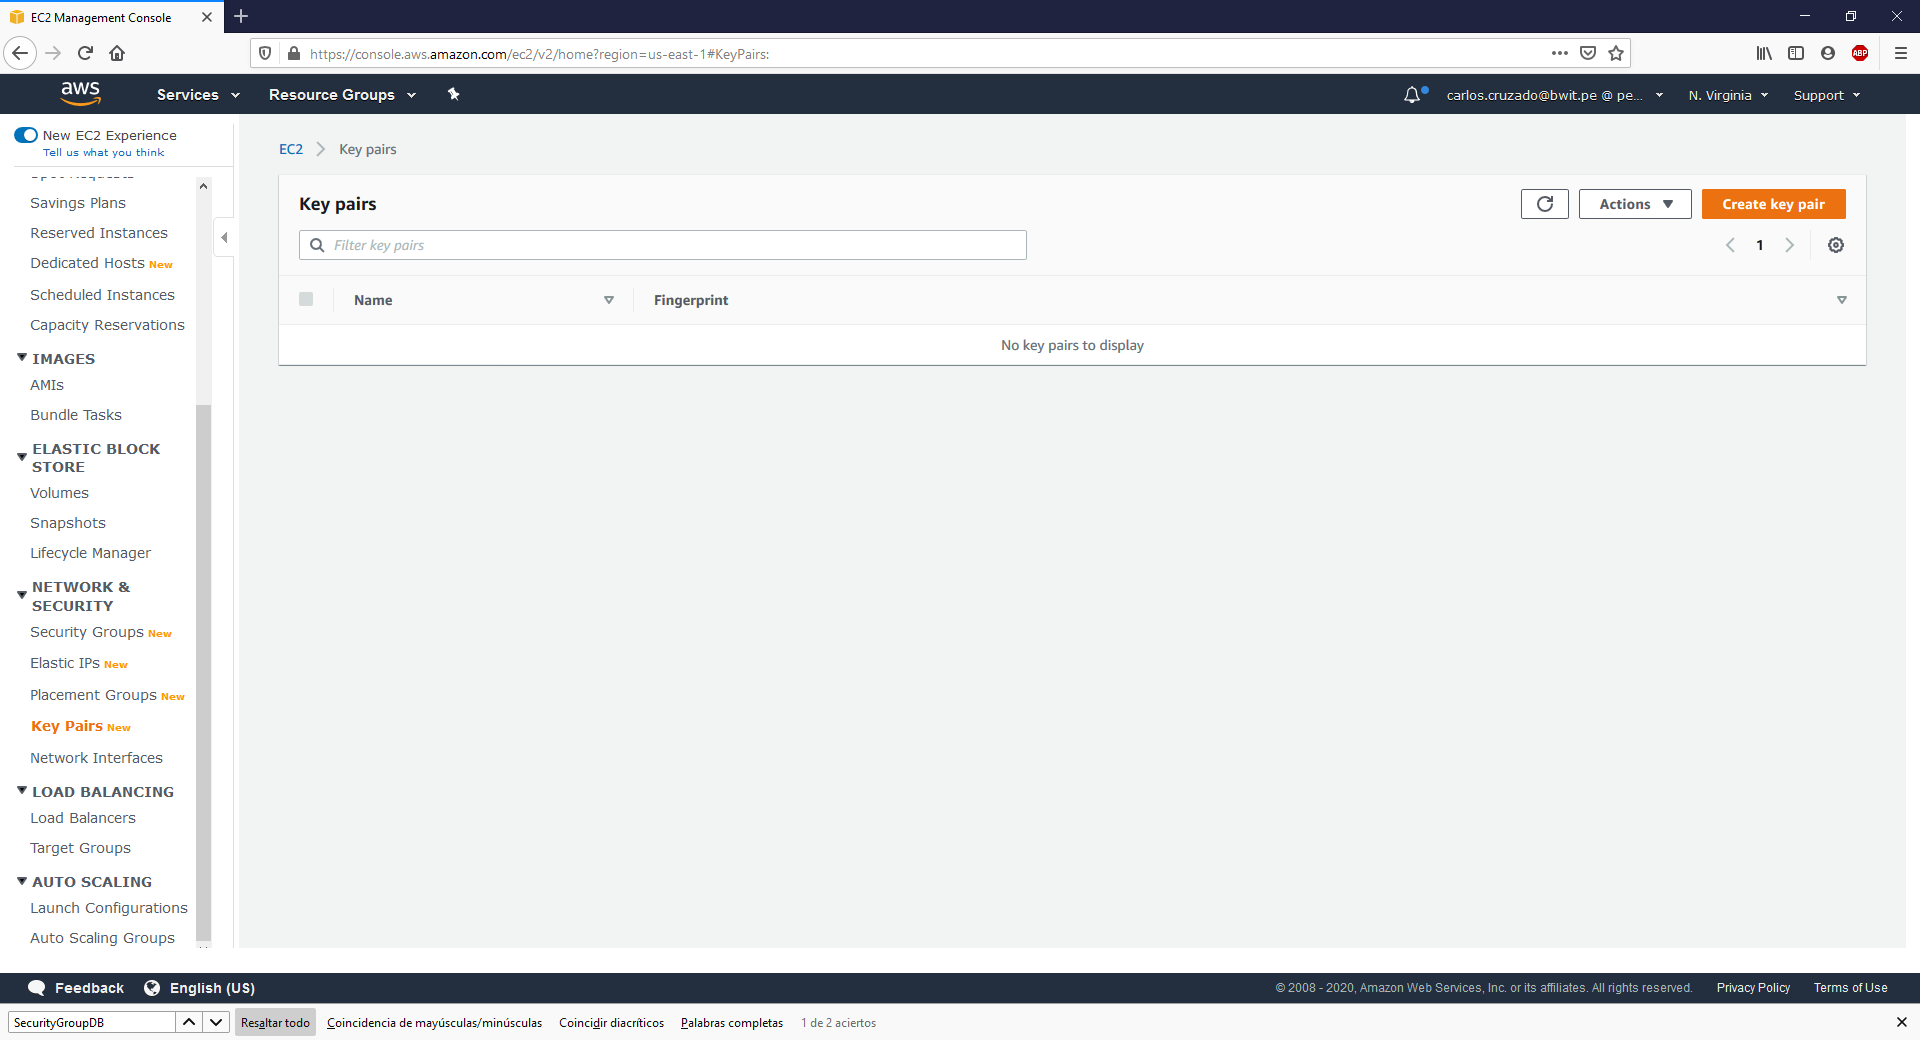 EC2 Management Console
https://console.aws.amazon.com/ec2/v2/home?region=us-east-1#KeyPairs:
ABP
aws
Services
Resource Groups
carlos.cruzado@bwit.pe @ pe...
N. Virginia
Support
New EC2 Experience
Tell us what you think
Spot Requests
Savings Plans
Reserved Instances
Dedicated Hosts New
Scheduled Instances
Capacity Reservations
IMAGES
AMIs
Bundle Tasks
ELASTIC BLOCK
STORE
Volumes
Snapshots
Lifecycle Manager
NETWORK &
SECURITY
Security Groups New
Elastic IPs New
Placement Groups New
Key Pairs New
Network Interfaces
LOAD BALANCING
Load Balancers
Target Groups
AUTO SCALING
Launch Configurations
Auto Scaling Groups
EC2 > Key pairs
Key pairs
Actions
Create key pair
Filter key pairs
1
Name
Fingerprint
No key pairs to display
Feedback
English (US)
© 2008 - 2020, Amazon Web Services, Inc. or its affiliates. All rights reserved.
Privacy Policy
Terms of Use
SecurityGroupDB
Resaltar todo
Coincidencia de mayúsculas/minúsculas
Coincidir diacríticos
Palabras completas
1 de 2 aciertos